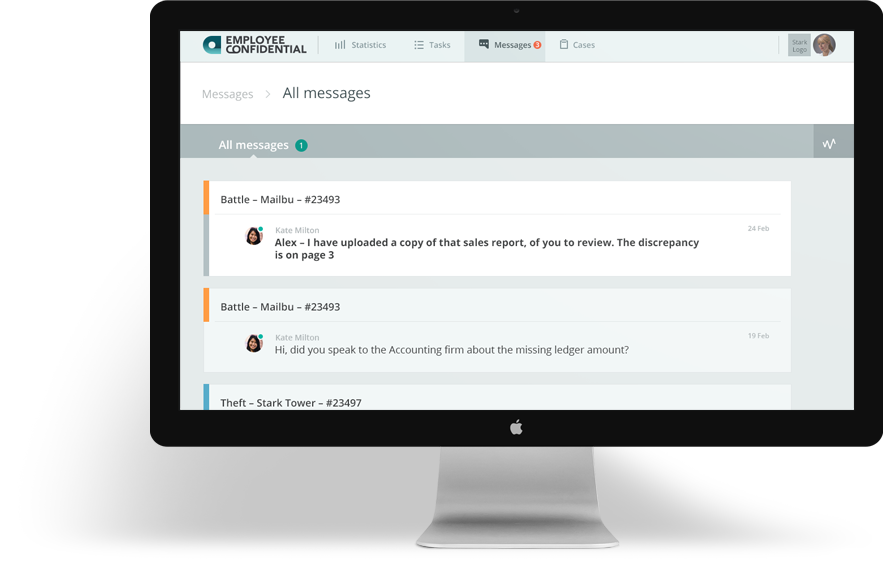 EMPLOYEE
CONFIDENTIAL
Statistics
Tasks
Messages 3
Cases
Stark
Logo
Messages > All messages
All messages 1
Battle – Mailbu – #23493
Kate Milton
24 Feb
Alex – I have uploaded a copy of that sales report, of you to review. The discrepancy
is on page 3
Battle – Mailbu – #23493
Kate Milton
19 Feb
Hi, did you speak to the Accounting firm about the missing ledger amount?
Theft – Stark Tower – #23497